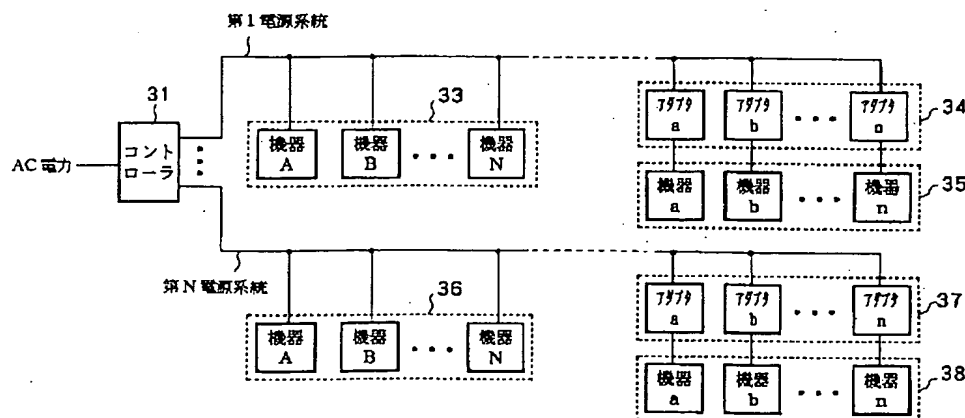 第1電源系統
31
AC電力
コント
ローラ
33
機器
A
機器
B
機器
N
アダプタ
a
アダプタ
b
アダプタ
n
34
機器
a
機器
b
機器
n
35
第N電源系統
36
機器
A
機器
B
機器
N
アダプタ
a
アダプタ
b
アダプタ
n
37
機器
a
機器
b
機器
n
38